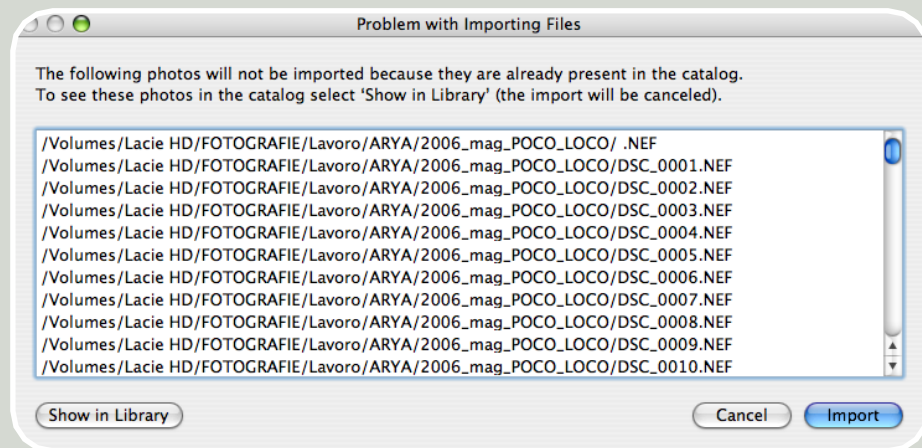 Problem with Importing Files
The following photos will not be imported because they are already present in the catalog.
To see these photos in the catalog select ‘Show in Library’ (the import will be canceled).
/Volumes/Lacie HD/FOTOGRAFIE/Lavoro/ARYA/2006_mag_POCO_LOCO/ .NEF
/Volumes/Lacie HD/FOTOGRAFIE/Lavoro/ARYA/2006_mag_POCO_LOCO/DSC_0001.NEF
/Volumes/Lacie HD/FOTOGRAFIE/Lavoro/ARYA/2006_mag_POCO_LOCO/DSC_0002.NEF
/Volumes/Lacie HD/FOTOGRAFIE/Lavoro/ARYA/2006_mag_POCO_LOCO/DSC_0003.NEF
/Volumes/Lacie HD/FOTOGRAFIE/Lavoro/ARYA/2006_mag_POCO_LOCO/DSC_0004.NEF
/Volumes/Lacie HD/FOTOGRAFIE/Lavoro/ARYA/2006_mag_POCO_LOCO/DSC_0005.NEF
/Volumes/Lacie HD/FOTOGRAFIE/Lavoro/ARYA/2006_mag_POCO_LOCO/DSC_0006.NEF
/Volumes/Lacie HD/FOTOGRAFIE/Lavoro/ARYA/2006_mag_POCO_LOCO/DSC_0007.NEF
/Volumes/Lacie HD/FOTOGRAFIE/Lavoro/ARYA/2006_mag_POCO_LOCO/DSC_0008.NEF
/Volumes/Lacie HD/FOTOGRAFIE/Lavoro/ARYA/2006_mag_POCO_LOCO/DSC_0009.NEF
/Volumes/Lacie HD/FOTOGRAFIE/Lavoro/ARYA/2006_mag_POCO_LOCO/DSC_0010.NEF
Show in Library Cancel Import